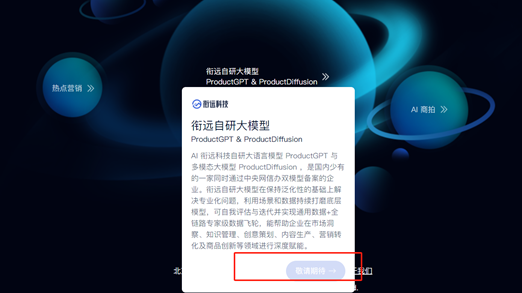 衔远自研大模型
ProductGPT & ProductDiffusion
热点营销
AI 商拍
衔远科技
衔远自研大模型
ProductGPT & ProductDiffusion
AI 衔远科技自研大语言模型 ProductGPT 与
多模态大模型 ProductDiffusion ，是国内少有
的一家同时通过中央网信办双模型备案的企
业。衔远自研大模型在保持泛化性的基础上解
决专业化问题，利用场景和数据持续打磨底层
模型，可自我评估与迭代并实现通用数据+全
链路专家级数据飞轮，能帮助企业在市场洞
察、知识管理、创意策划、内容生产、营销转
化及商品创新等领域进行深度赋能。
敬请期待
北
于我们